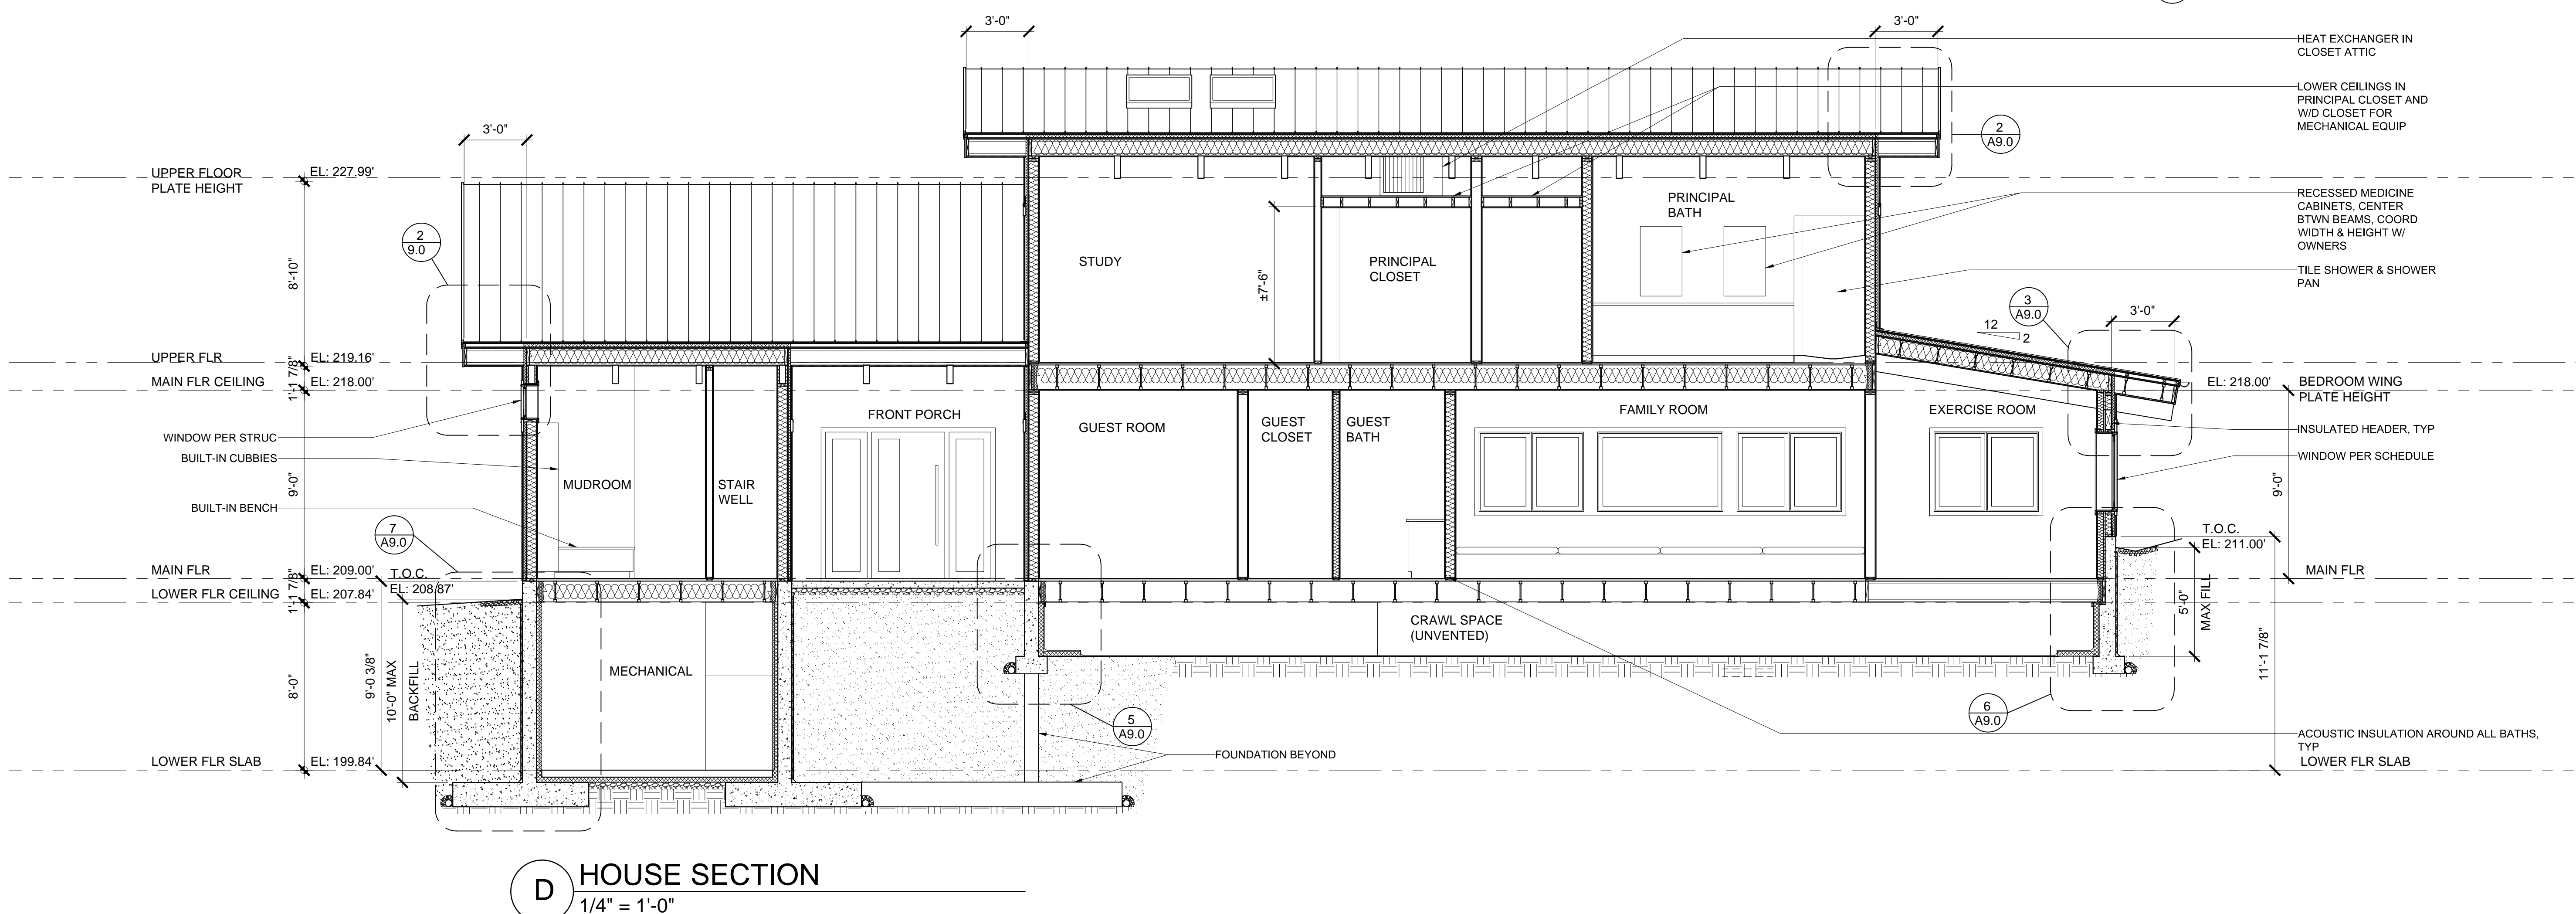 3'-0"
3'-0"
HEAT EXCHANGER IN
CLOSET ATTIC
LOWER CEILINGS IN
PRINCIPAL CLOSET AND
W/D CLOSET FOR
MECHANICAL EQUIP
3'-0"
2
A9.0
UPPER FLOOR
PLATE HEIGHT
EL: 227.99'
RECESSED MEDICINE
CABINETS, CENTER
BTWN BEAMS, COORD
WIDTH & HEIGHT W/
OWNERS
PRINCIPAL
BATH
2
9.0
8'-10"
STUDY
±7'-6"
PRINCIPAL
CLOSET
TILE SHOWER & SHOWER
PAN
3
A9.0
3'-0"
12
2
UPPER FLR
EL: 219.16'
1'-1 7/8"
MAIN FLR CEILING
EL: 218.00'
EL: 218.00'
BEDROOM WING
PLATE HEIGHT
FRONT PORCH
GUEST ROOM
GUEST
CLOSET
GUEST
BATH
FAMILY ROOM
EXERCISE ROOM
INSULATED HEADER, TYP
WINDOW PER STRUC
BUILT-IN CUBBIES
WINDOW PER SCHEDULE
9'-0"
MUDROOM
STAIR
WELL
9'-0"
BUILT-IN BENCH
7
A9.0
T.O.C.
EL: 211.00'
MAIN FLR
EL: 209.00'
T.O.C.
EL: 208.87'
MAIN FLR
1'-1 7/8"
LOWER FLR CEILING
EL: 207.84'
5'-0"
MAX FILL
CRAWL SPACE
(UNVENTED)
11'-1 7/8"
8'-0"
9'-0 3/8"
10'-0" MAX
BACKFILL
MECHANICAL
5
A9.0
6
A9.0
FOUNDATION BEYOND
ACOUSTIC INSULATION AROUND ALL BATHS,
TYP
LOWER FLR SLAB
EL: 199.84'
LOWER FLR SLAB
D
HOUSE SECTION
1/4" = 1'-0"